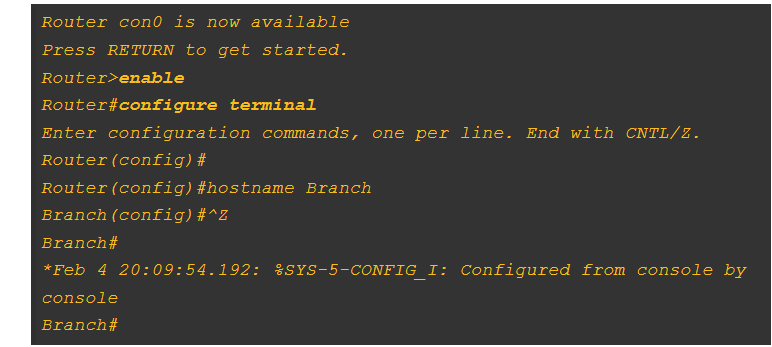 Router con0 is now available
Press RETURN to get started.
Router>enable
Router#configure terminal
Enter configuration commands, one per line. End with CNTL/Z.
Router(config)#
Router(config)#hostname Branch
Branch(config)#^Z
Branch#
*Feb 4 20:09:54.192: %SYS-5-CONFIG_I: Configured from console by
console
Branch#